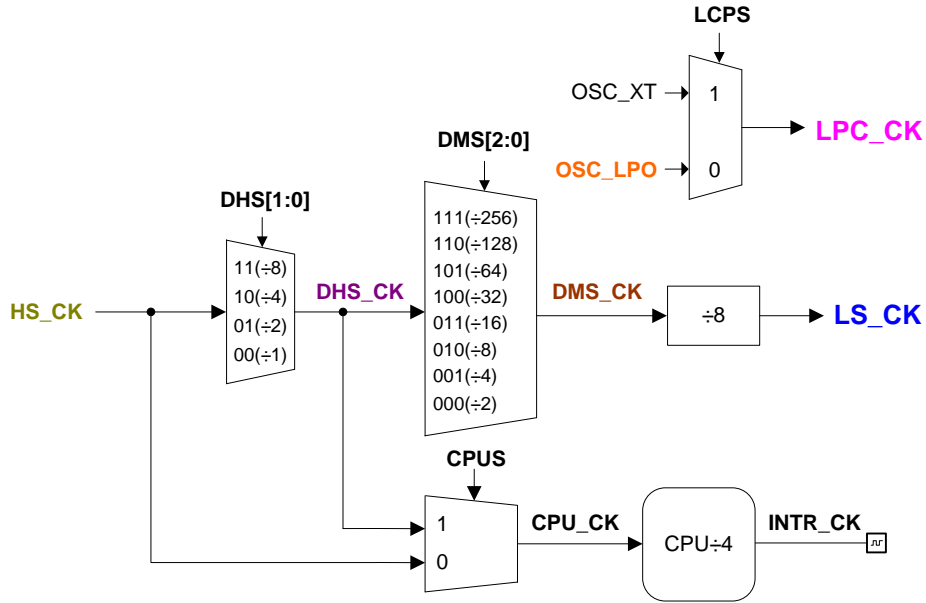 LCPS
OSC_XT
1
LPC_CK
OSC_LPO
0
DMS[2:0]
DHS[1:0]
111(÷256)
110(÷128)
101(÷64)
100(÷32)
011(÷16)
010(÷8)
001(÷4)
000(÷2)
11(÷8)
10(÷4)
01(÷2)
00(÷1)
HS_CK
DHS_CK
DMS_CK
÷8
LS_CK
CPUS
1
0
CPU_CK
CPU÷4
INTR_CK